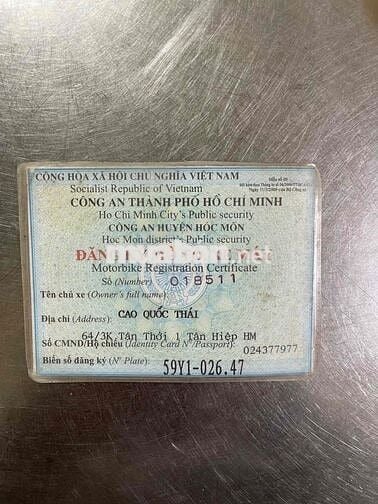 CỘNG HÒA XÃ HỘI CHỦ NGHĨA VIỆT NAM
Socialist Republic of Vietnam
CÔNG AN THÀNH PHỐ HỒ CHÍ MINH
Ho Chi Minh City's Public security
CÔNG AN HUYỆN HÓC MÔN
Hoc Mon district's Public security
ĐĂNG
Motorbike Registration Certificate
Số (Number) 018511
Tên chủ xe (Owner's full name):
CAO QUỐC THÁI
Địa chỉ (Address):
64/3K Tân Thới 1 Tân Hiệp HM
Số CMND/Hộ chiếu (Identity Card N°/Passport): 024377977
Biển số đăng ký (N° Plate): 59Y1-026.47